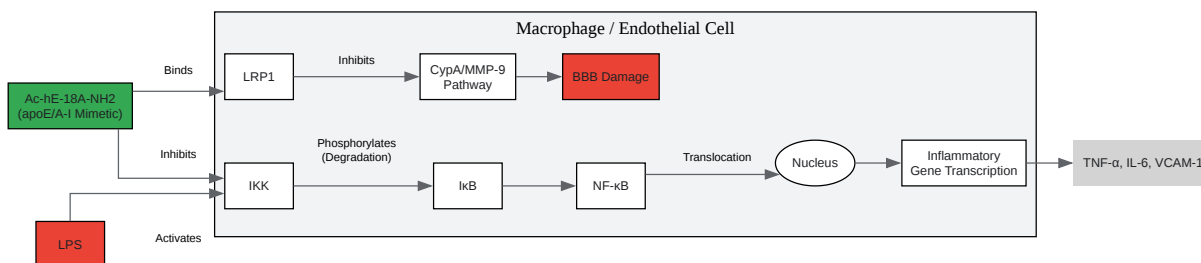 Macrophage / Endothelial Cell
Binds
LRP1
Inhibits
CypA/MMP-9
Pathway
BBB Damage
Ac-hE-18A-NH2
(apoE/A-I Mimetic)
Inhibits
IKK
Phosphorylates
(Degradation)
IκB
NF-κB
Translocation
Nucleus
Inflammatory
Gene Transcription
TNF-α, IL-6, VCAM-1
LPS
Activates